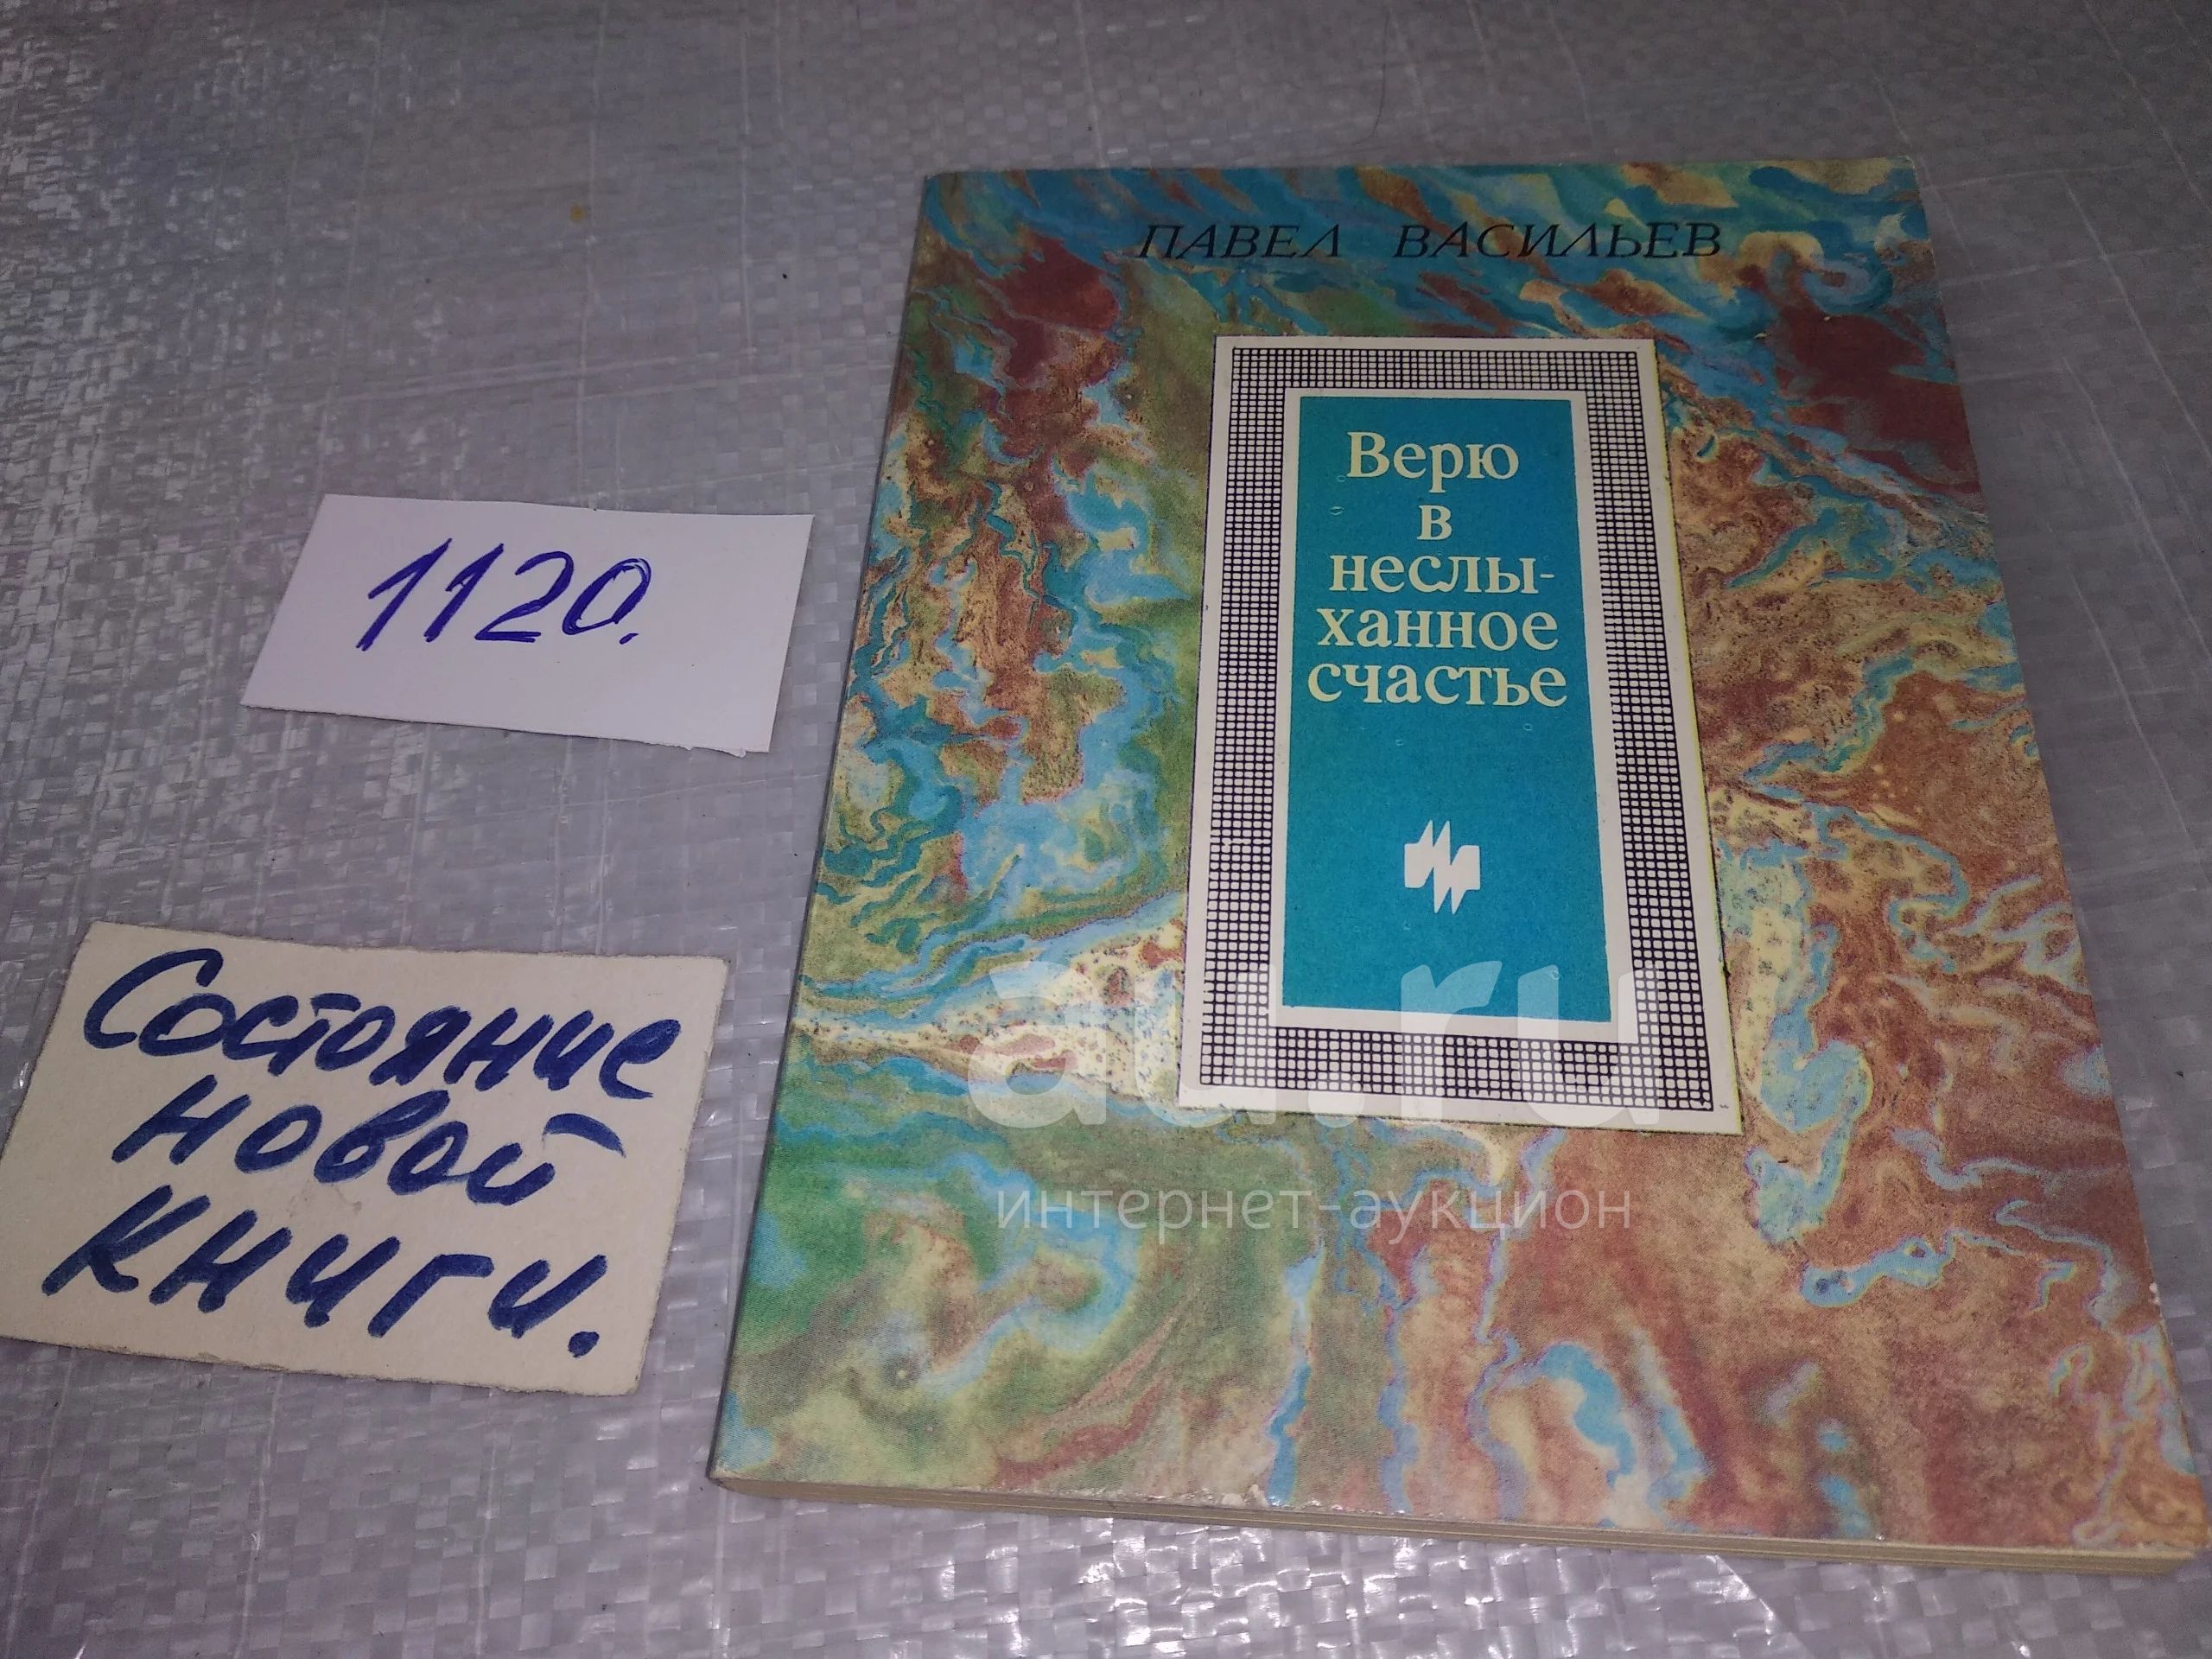 ПАВЕЛ ВАСИЛЬЕВ
Верю
в
неслы-
ханное
счастье
1120.
Состояние
новой
книги.
au.ru
интернет-аукцион